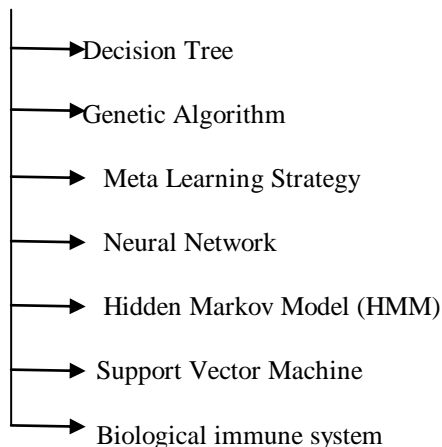 Decision Tree
Genetic Algorithm
Meta Learning Strategy
Neural Network
Hidden Markov Model (HMM)
Support Vector Machine
Biological immune system